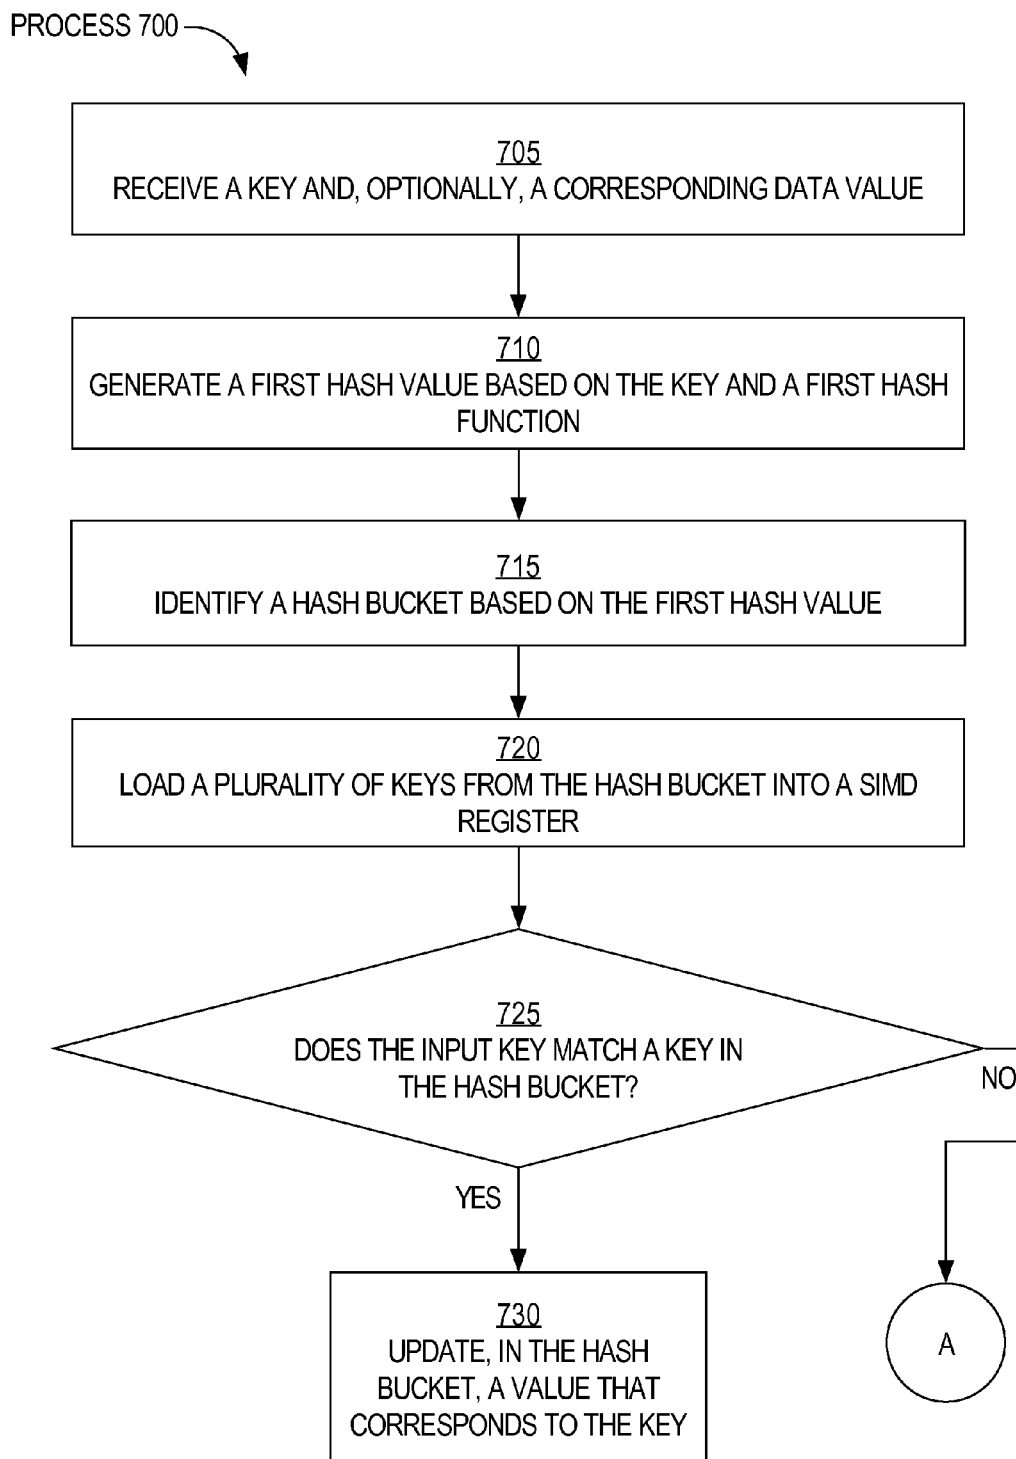 PROCESS 700
705
RECEIVE A KEY AND, OPTIONALLY, A CORRESPONDING DATA VALUE
710
GENERATE A FIRST HASH VALUE BASED ON THE KEY AND A FIRST HASH
FUNCTION
715
IDENTIFY A HASH BUCKET BASED ON THE FIRST HASH VALUE
720
LOAD A PLURALITY OF KEYS FROM THE HASH BUCKET INTO A SIMD
REGISTER
725
DOES THE INPUT KEY MATCH A KEY IN
THE HASH BUCKET?
NO
YES
730
UPDATE, IN THE HASH
BUCKET, A VALUE THAT
CORRESPONDS TO THE KEY
A